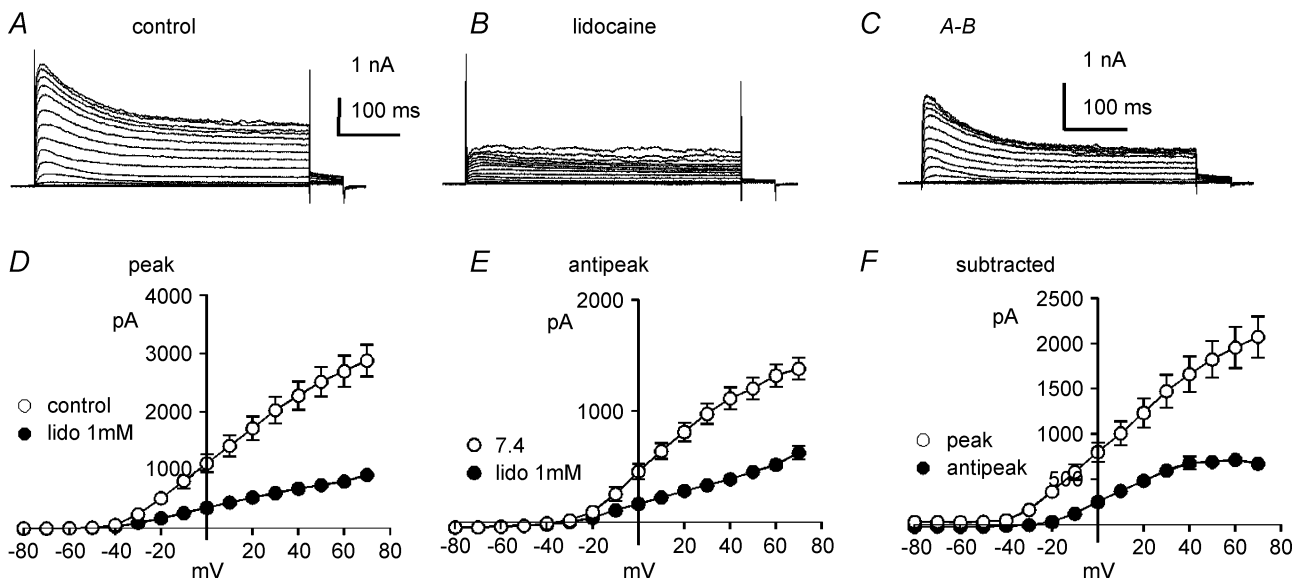 A control
B lidocaine
C A-B
1 nA
100 ms
1 nA
100 ms
D peak
4000
pA
3000
2000
1000
control
lido 1mM
-80 -60 -40 -20 20 40 60 80
mV
E antipeak
2000
pA
1000
7.4
lido 1mM
-80 -60 -40 -20 20 40 60 80
mV
F subtracted
2500
pA
2000
1500
1000
500
peak
antipeak
-80 -60 -40 -20 20 40 60 80
mV